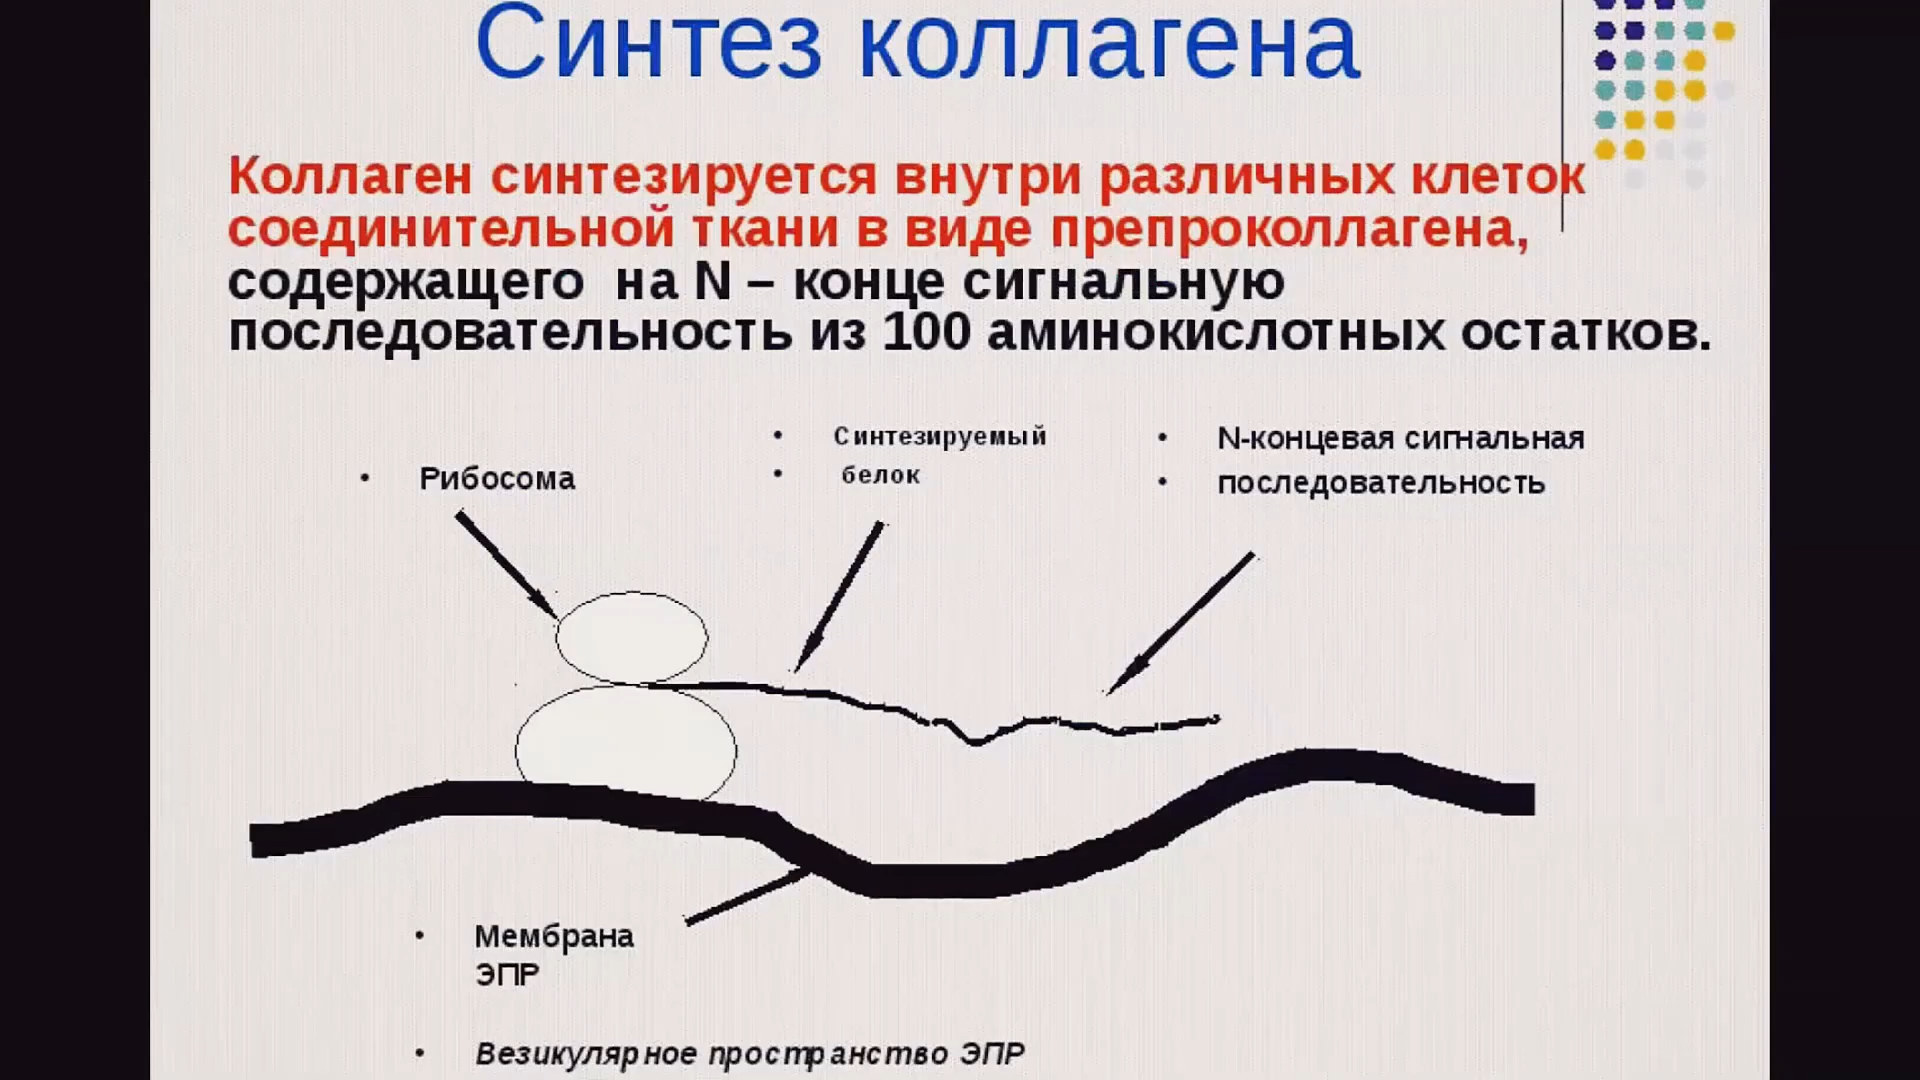 Синтез коллагена
Коллаген синтезируется внутри различных клеток
соединительной ткани в виде препроколлагена,
содержащего на N – конце сигнальную
последовательность из 100 аминокислотных остатков.
• Рибосома
• Синтезируемый
• белок
• N-концевая сигнальная
• последовательность
• Мембрана
ЭПР
• Везикулярное пространство ЭПР